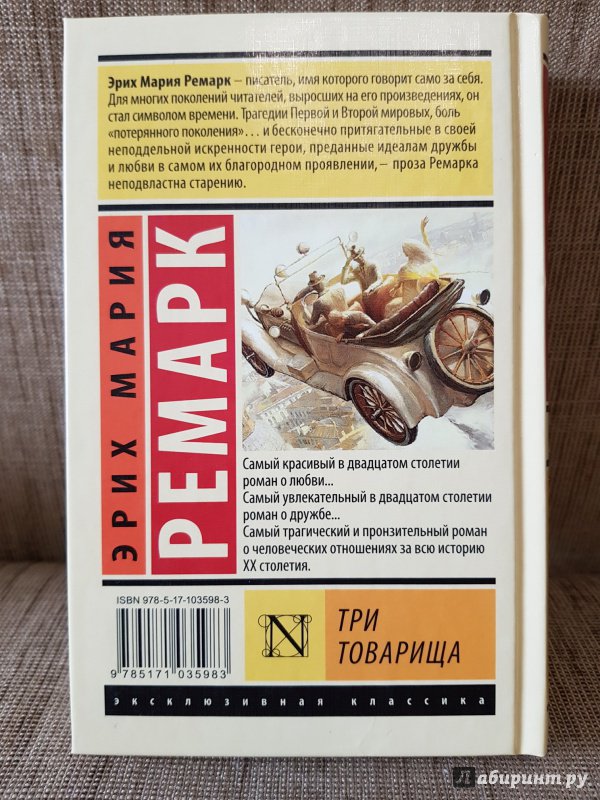 Эрих Мария Ремарк – писатель, имя которого говорит само за себя.
Для многих поколений читателей, выросших на его произведениях, он
стал символом времени. Трагедии Первой и Второй мировых, боль
«потерянного поколения»… и бесконечно притягательные в своей
неподдельной искренности герои, преданные идеалам дружбы
и любви в самом их благородном проявлении, – проза Ремарка
неподвластна старению.
ЭРИХ МАРИЯ
РЕМАРК
Самый красивый в двадцатом столетии
роман о любви...
Самый увлекательный в двадцатом столетии
роман о дружбе...
Самый трагический и пронзительный роман
о человеческих отношениях за всю историю
XX столетия.
ISBN 978-5-17-103598-3
9 785171 035983
N
ТРИ
ТОВАРИЩА
эксклюзивная классика
лабиринт.ру